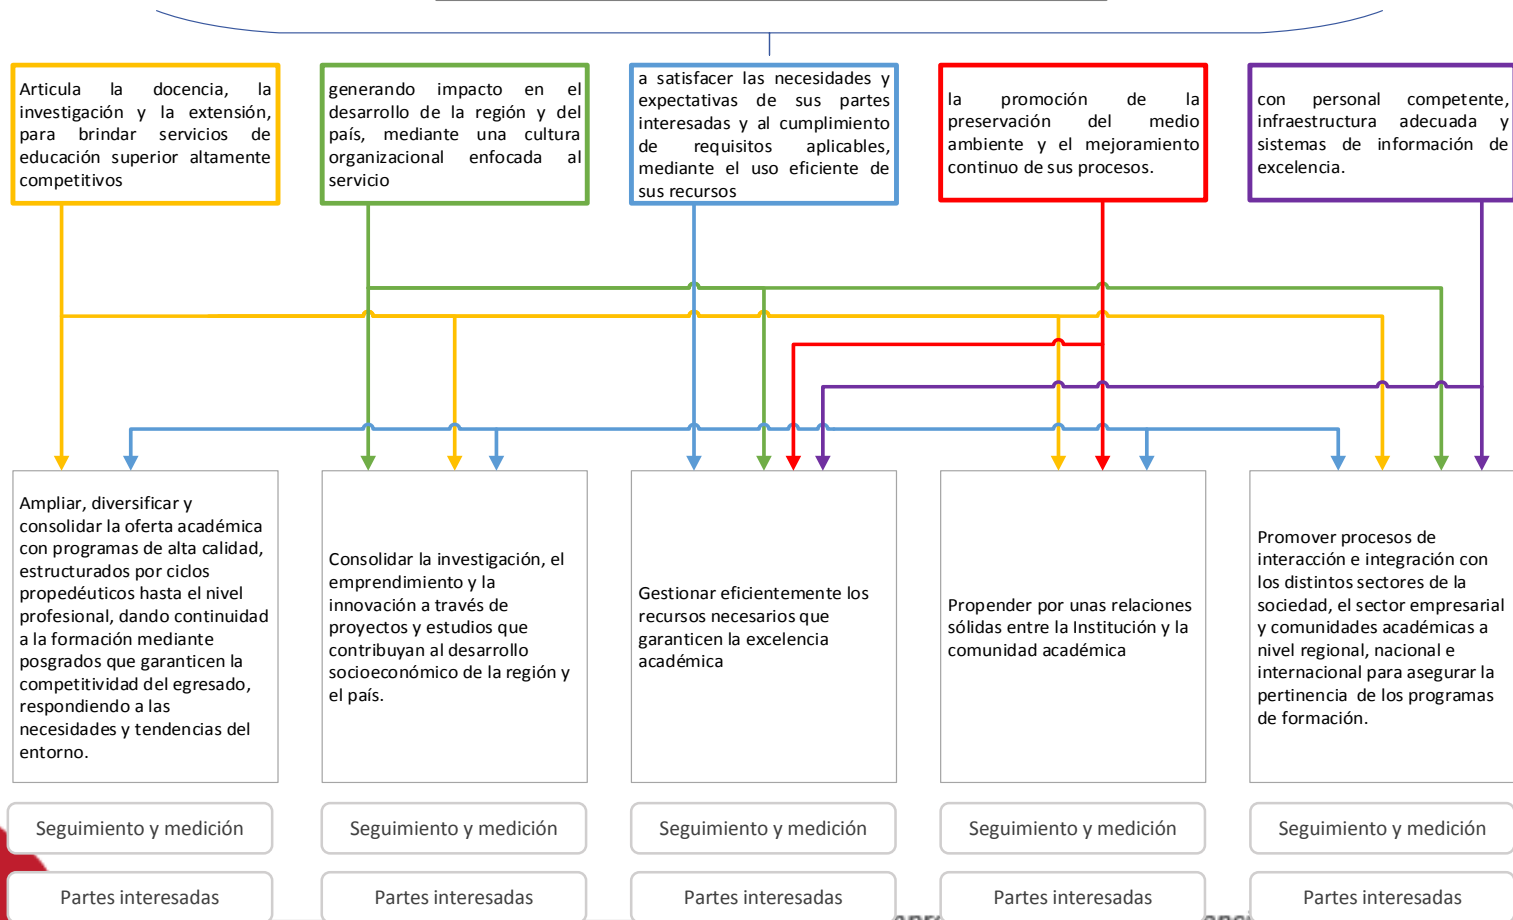 Articula la docencia, la
investigación y la extensión,
para brindar servicios de
educación superior altamente
competitivos
generando impacto en el
desarrollo de la región y del
país, mediante una cultura
organizacional enfocada al
servicio
a satisfacer las necesidades y
expectativas de sus partes
interesadas y al cumplimiento
de requisitos aplicables,
mediante el uso eficiente de
sus recursos
la promoción de la
preservación del medio
ambiente y el mejoramiento
continuo de sus procesos.
con personal competente,
infraestructura adecuada y
sistemas de información de
excelencia.
Ampliar, diversificar y
consolidar la oferta académica
con programas de alta calidad,
estructurados por ciclos
propedéuticos hasta el nivel
profesional, dando continuidad
a la formación mediante
posgrados que garanticen la
competitividad del egresado,
respondiendo a las
necesidades y tendencias del
entorno.
Consolidar la investigación, el
emprendimiento y la
innovación a través de
proyectos y estudios que
contribuyan al desarrollo
socioeconómico de la región y
el país.
Gestionar eficientemente los
recursos necesarios que
garanticen la excelencia
académica
Propender por unas relaciones
sólidas entre la Institución y la
comunidad académica
Promover procesos de
interacción e integración con
los distintos sectores de la
sociedad, el sector empresarial
y comunidades académicas a
nivel regional, nacional e
internacional para asegurar la
pertinencia de los programas
de formación.
Seguimiento y medición
Seguimiento y medición
Seguimiento y medición
Seguimiento y medición
Seguimiento y medición
Partes interesadas
Partes interesadas
Partes interesadas
Partes interesadas
Partes interesadas